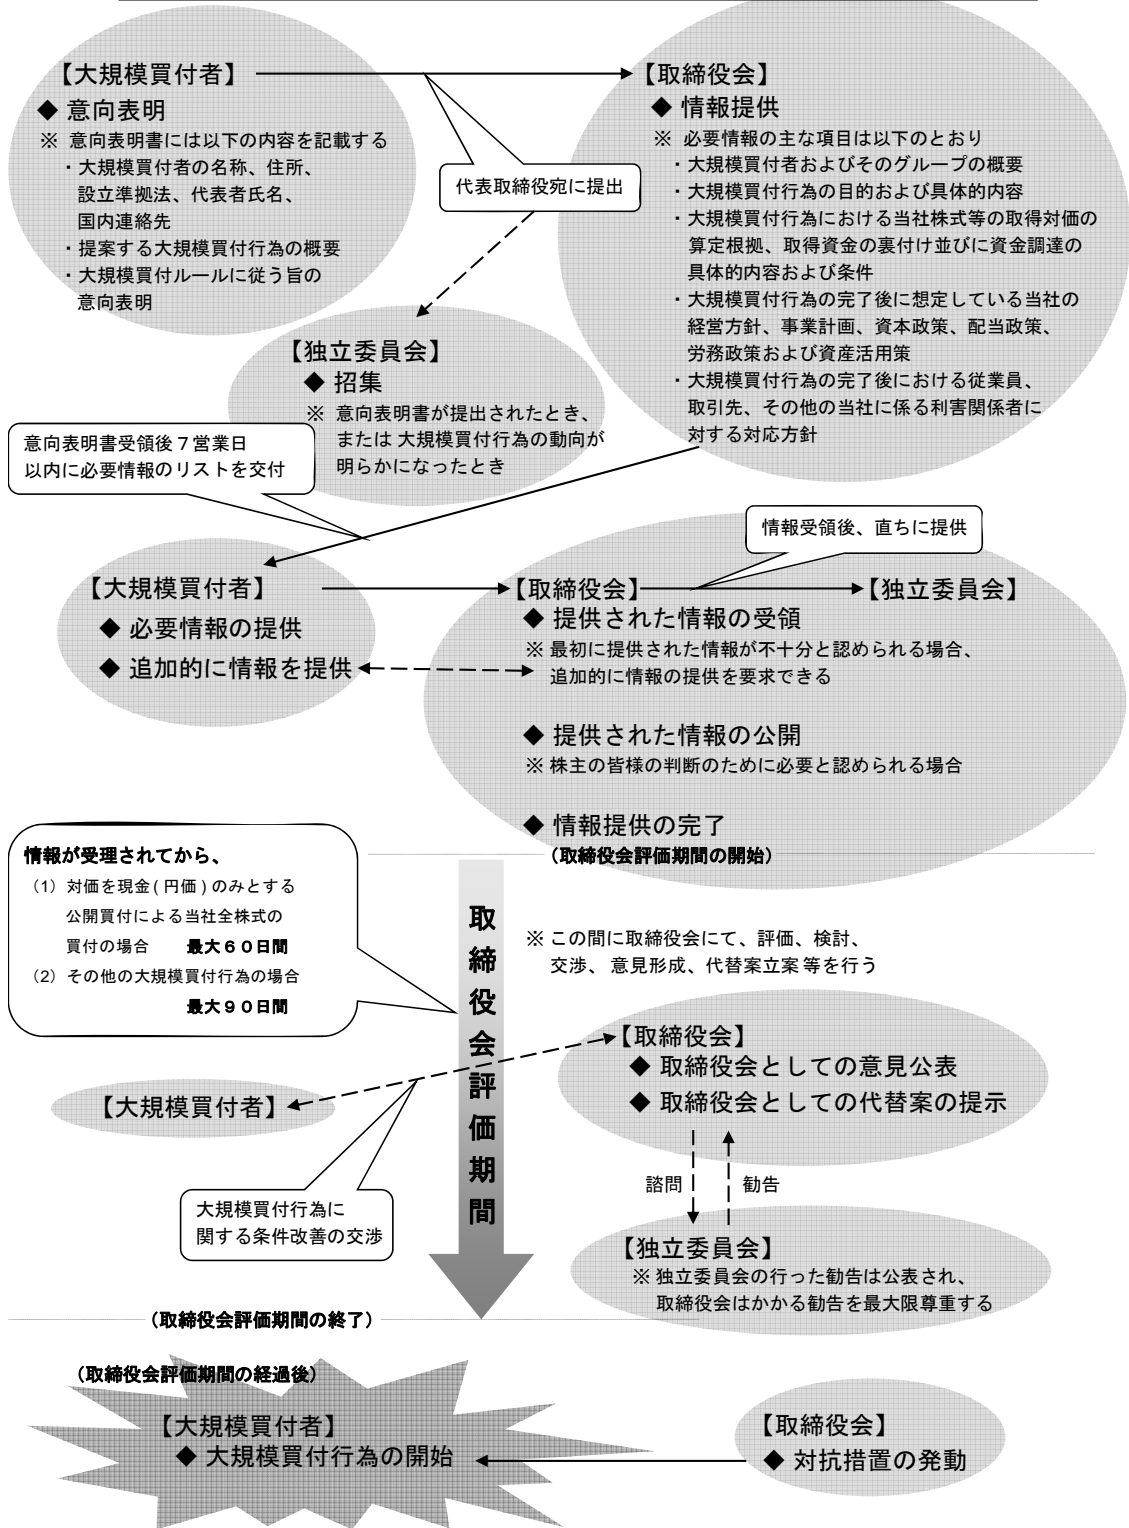 【大規模買付者】
◆ 意向表明
※ 意向表明書には以下の内容を記載する
・大規模買付者の名称、住所、
設立準拠法、代表者氏名、
国内連絡先
・提案する大規模買付行為の概要
・大規模買付ルールに従う旨の
意向表明
代表取締役宛に提出
【取締役会】
◆ 情報提供
※ 必要情報の主な項目は以下のとおり
・大規模買付者およびそのグループの概要
・大規模買付行為の目的および具体的内容
・大規模買付行為における当社株式等の取得対価の
算定根拠、取得資金の裏付け並びに資金調達の
具体的内容および条件
・大規模買付行為の完了後に想定している当社の
経営方針、事業計画、資本政策、配当政策、
労務政策および資産活用策
・大規模買付行為の完了後における従業員、
取引先、その他の当社に係る利害関係者に
対する対応方針
【独立委員会】
◆ 招集
※ 意向表明書が提出されたとき、
または 大規模買付行為の動向が
明らかになったとき
意向表明書受領後７営業日
以内に必要情報のリストを交付
【大規模買付者】
◆ 必要情報の提供
◆ 追加的に情報を提供
情報受領後、直ちに提供
【取締役会】
【独立委員会】
◆ 提供された情報の受領
※ 最初に提供された情報が不十分と認められる場合、
追加的に情報の提供を要求できる
◆ 提供された情報の公開
※ 株主の皆様の判断のために必要と認められる場合
◆ 情報提供の完了
（取締役会評価期間の開始）
情報が受理されてから、
（1）対価を現金(円価)のみとする
公開買付による当社全株式の
買付の場合 最大６０日間
（2）その他の大規模買付行為の場合
最大９０日間
取締役会評価期間
※ この間に取締役会にて、評価、検討、
交渉、意見形成、代替案立案等を行う
【取締役会】
◆ 取締役会としての意見公表
◆ 取締役会としての代替案の提示
【大規模買付者】
大規模買付行為に
関する条件改善の交渉
諮問
勧告
【独立委員会】
※ 独立委員会の行った勧告は公表され、
取締役会はかかる勧告を最大限尊重する
（取締役会評価期間の終了）
（取締役会評価期間の経過後）
【大規模買付者】
◆ 大規模買付行為の開始
【取締役会】
◆ 対抗措置の発動